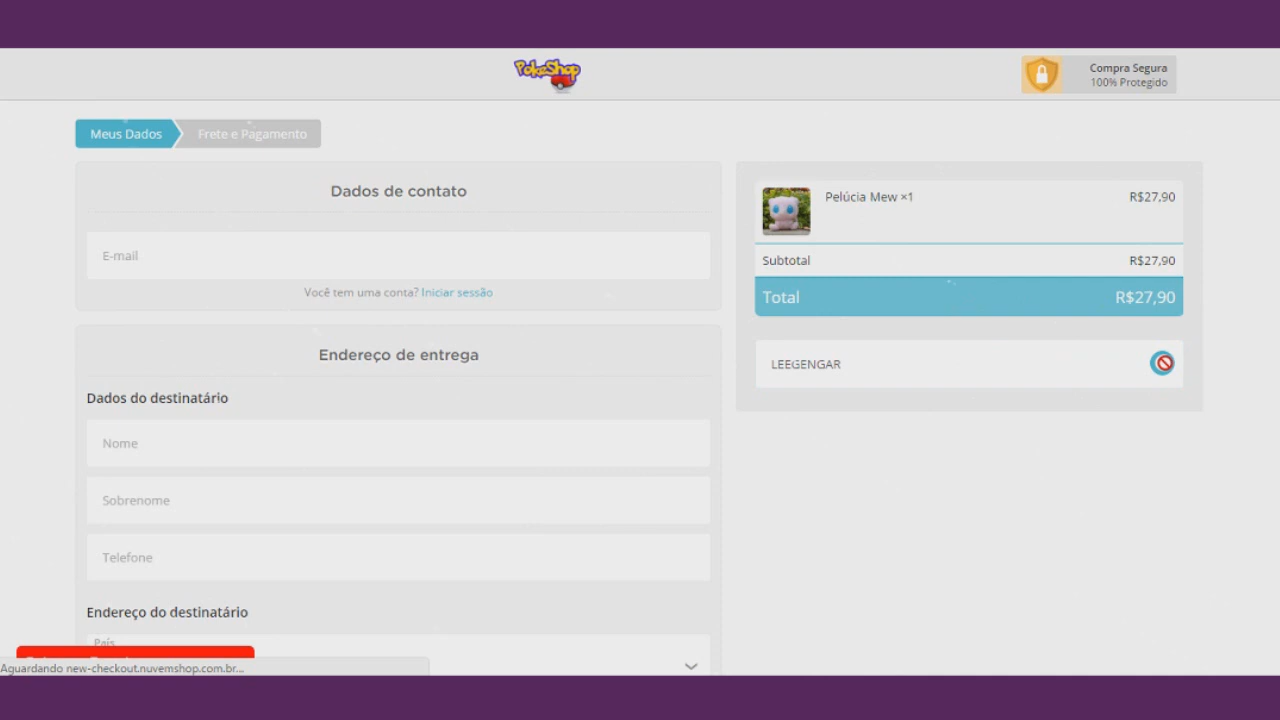 PokeShop
Compra Segura
100% Protegido
Meus Dados
Frete e Pagamento
Dados de contato
E-mail
Você tem uma conta? Iniciar sessão
Endereço de entrega
Dados do destinatário
Nome
Sobrenome
Telefone
Endereço do destinatário
País
Aguardando new-checkout.nuvemshop.com.br...
Pelúcia Mew ×1 R$27,90
Subtotal R$27,90
Total R$27,90
LEEGENGAR